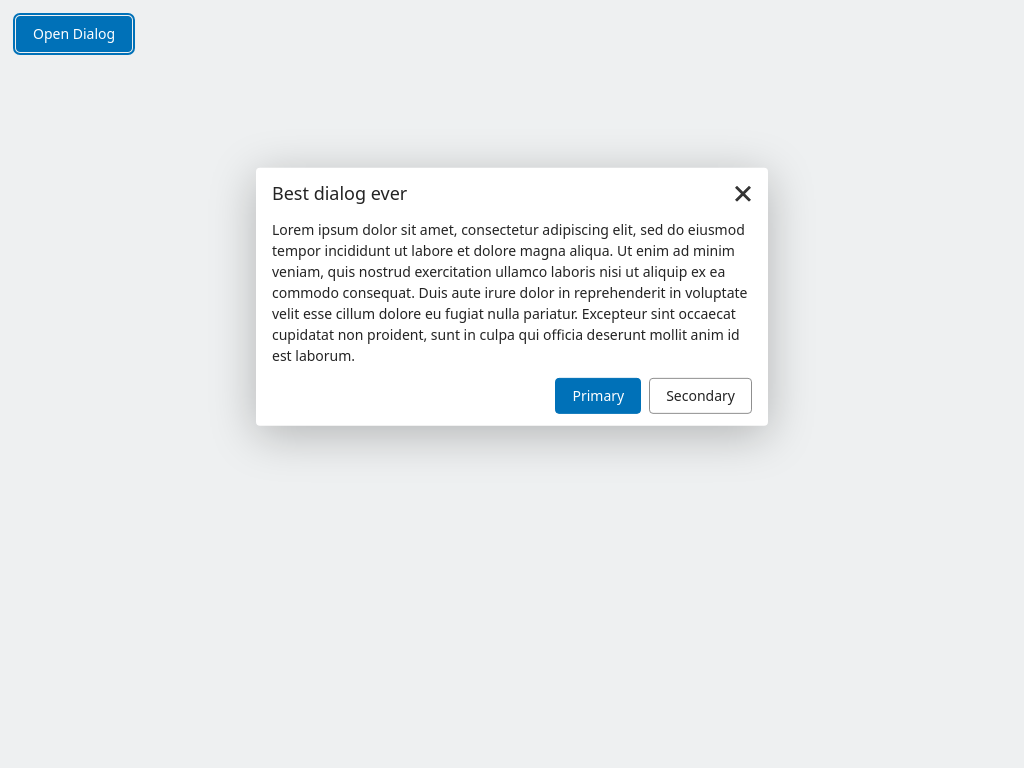 Open Dialog
Best dialog ever
Lorem ipsum dolor sit amet, consectetur adipiscing elit, sed do eiusmod
tempor incididunt ut labore et dolore magna aliqua. Ut enim ad minim
veniam, quis nostrud exercitation ullamco laboris nisi ut aliquip ex ea
commodo consequat. Duis aute irure dolor in reprehenderit in voluptate
velit esse cillum dolore eu fugiat nulla pariatur. Excepteur sint occaecat
cupidatat non proident, sunt in culpa qui officia deserunt mollit anim id
est laborum.
Primary
Secondary